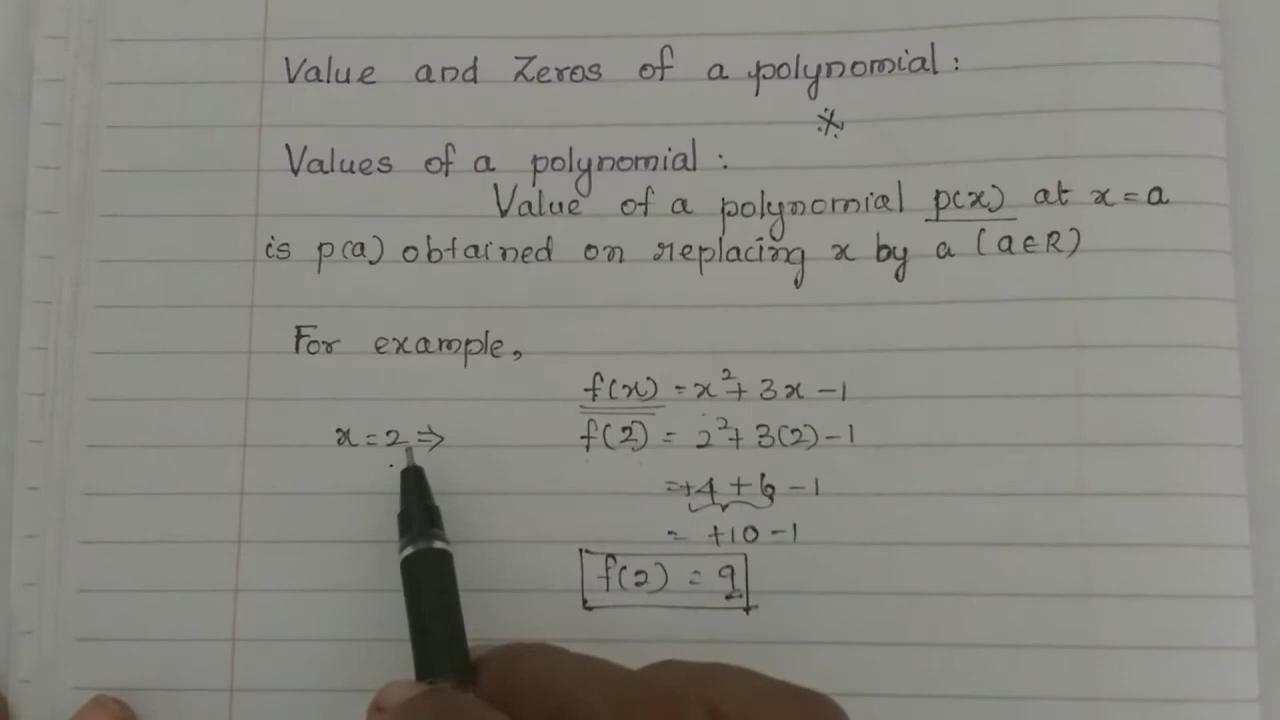 Value and Zeros of a polynomial :
Values of a polynomial :
Value of a polynomial p(x) at x = a
is p(a) obtained on replacing x by a (a∈R)
For example,
f(x) = x² + 3x - 1
x = 2 ⇒ f(2) = 2² + 3(2) - 1
= +4 + 6 - 1
= +10 - 1
f(2) = 9